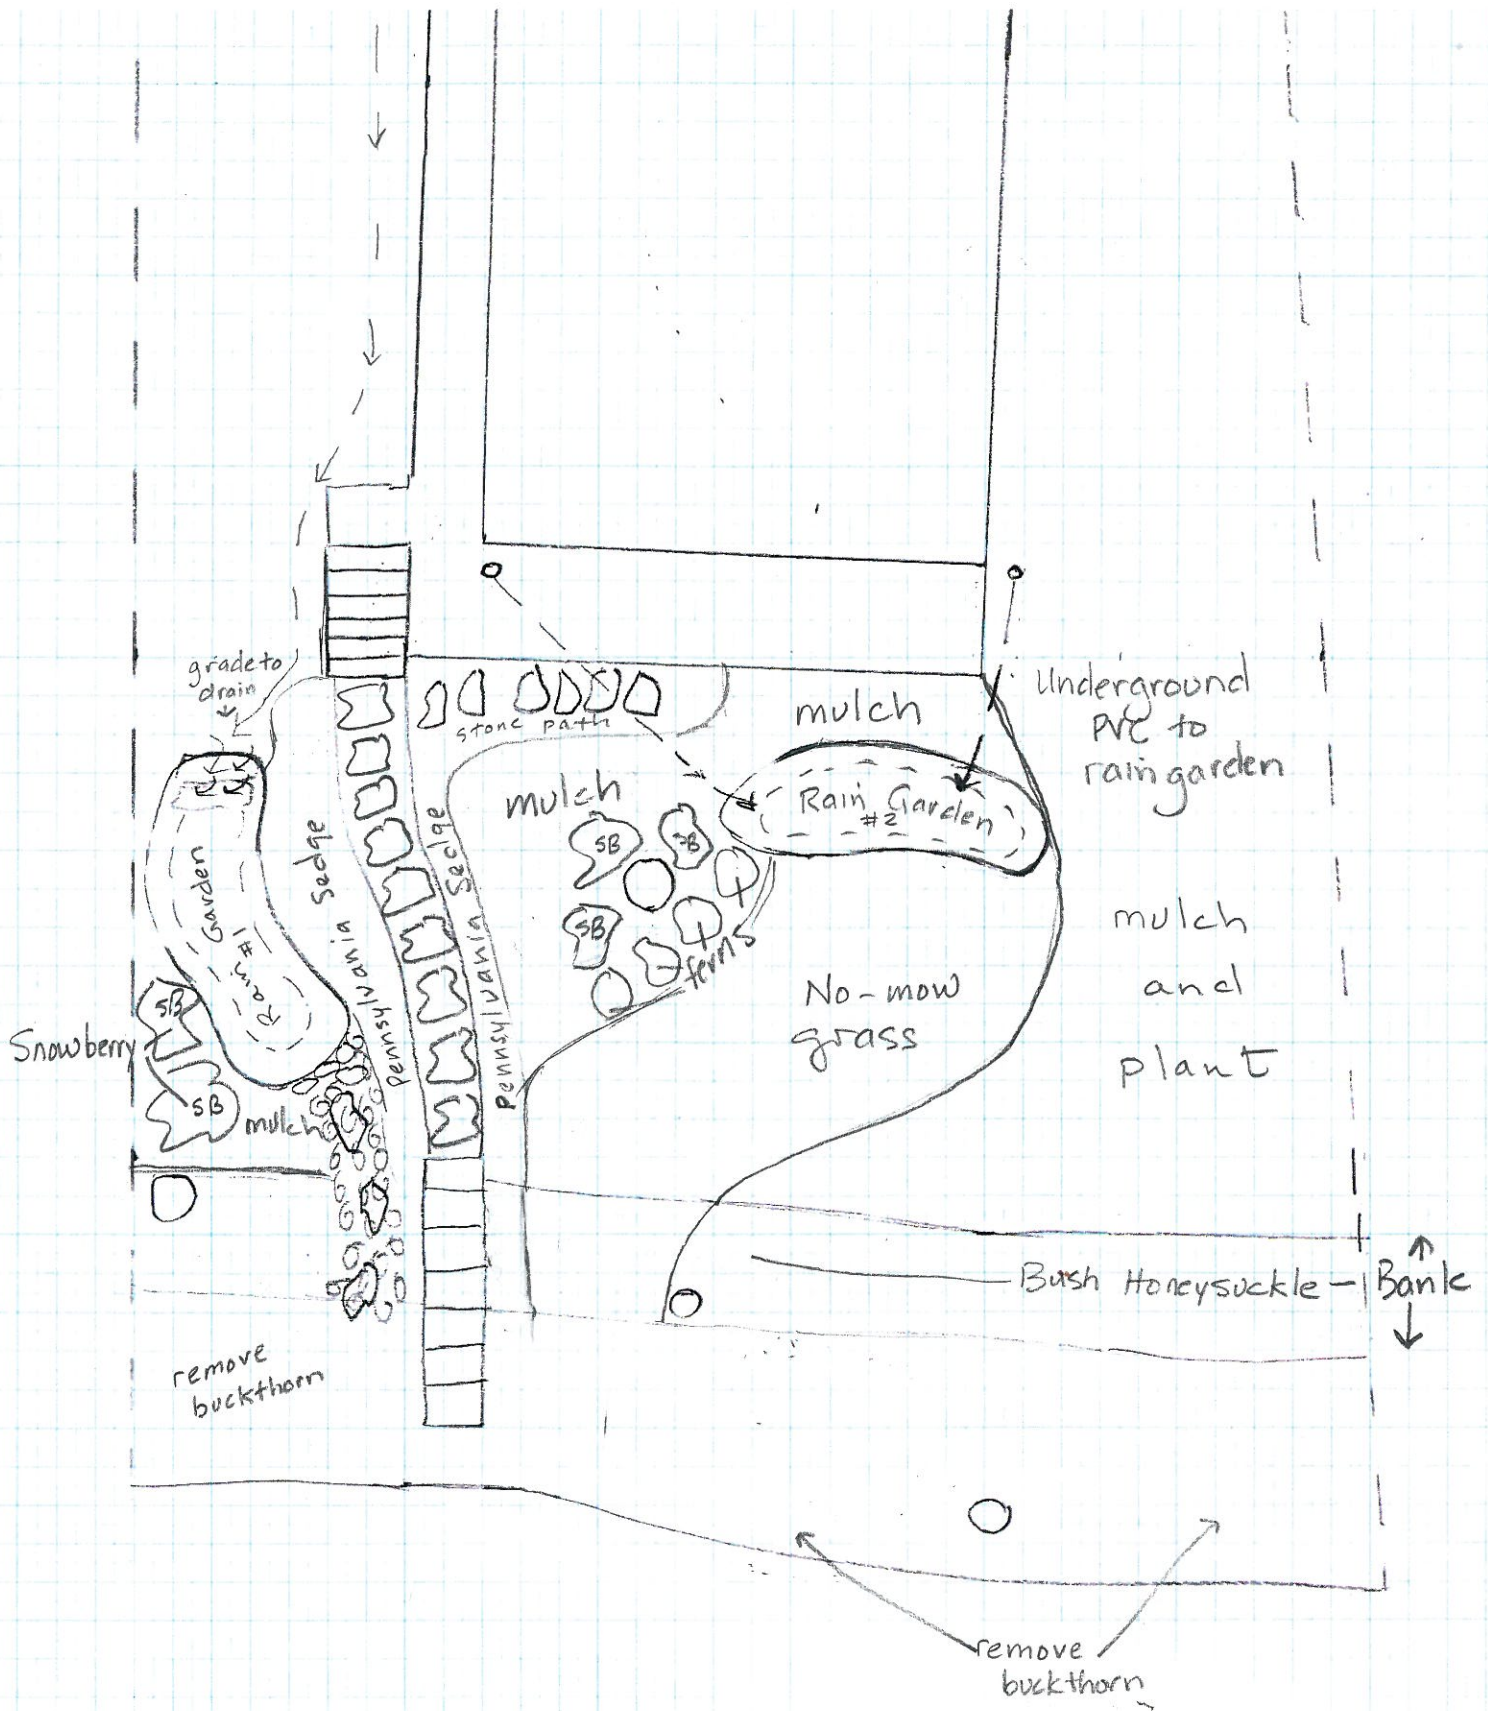 grade to
drain
stone path
mulch
Underground
PVC to
rain garden
mulch
Rain Garden
#2
SB
SB
SB
ferns
Rain #1 Garden
Pennsylvania Sedge
Pennsylvania Sedge
No-mow
grass
mulch
and
plant
Snowberry
SB
SB
mulch
Bush Honeysuckle
Bank
remove
buckthorn
remove
buckthorn